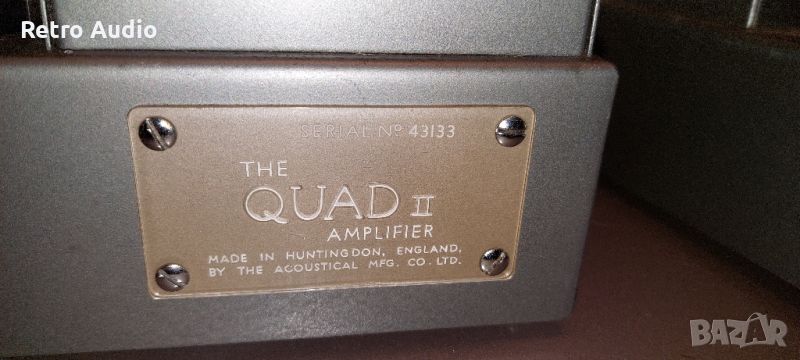 Retro Audio
SERIAL Nº 43133
THE
QUAD II
AMPLIFIER
MADE IN HUNTINGDON, ENGLAND,
BY THE ACOUSTICAL MFG. CO. LTD.
BAZAR